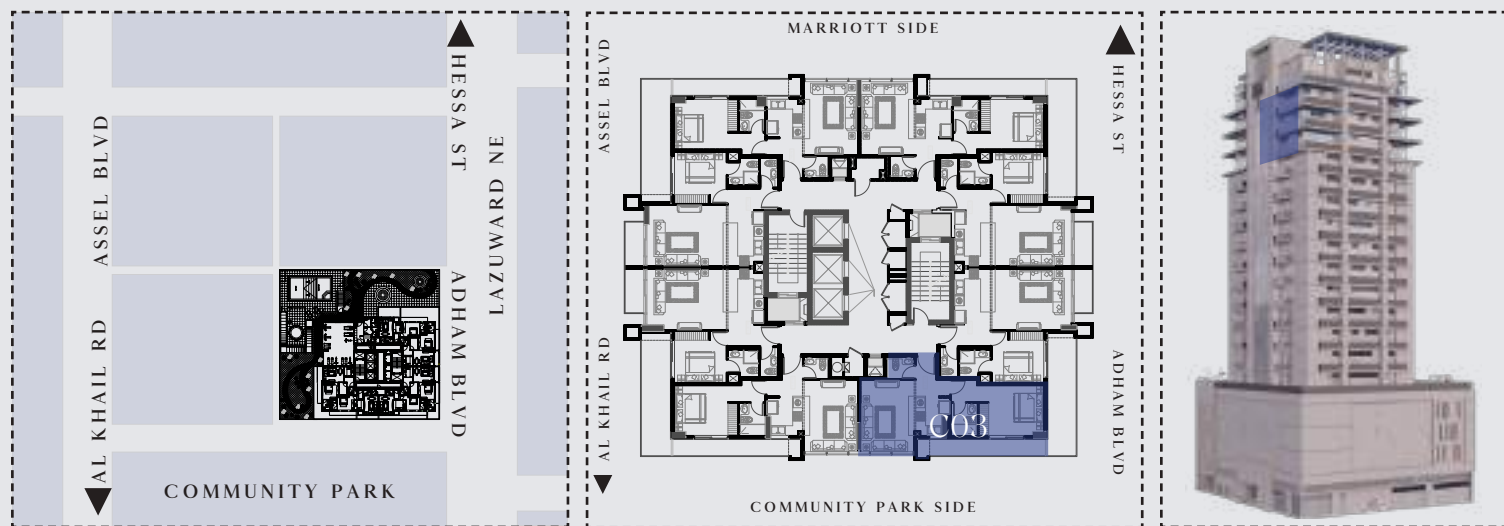 HESSA ST
ASSEL BLVD
LAZUWARD NE
ADHAM BLVD
AL KHAIL RD
COMMUNITY PARK
MARRIOTT SIDE
ASSEL BLVD
HESSA ST
AL KHAIL RD
ADHAM BLVD
C03
COMMUNITY PARK SIDE